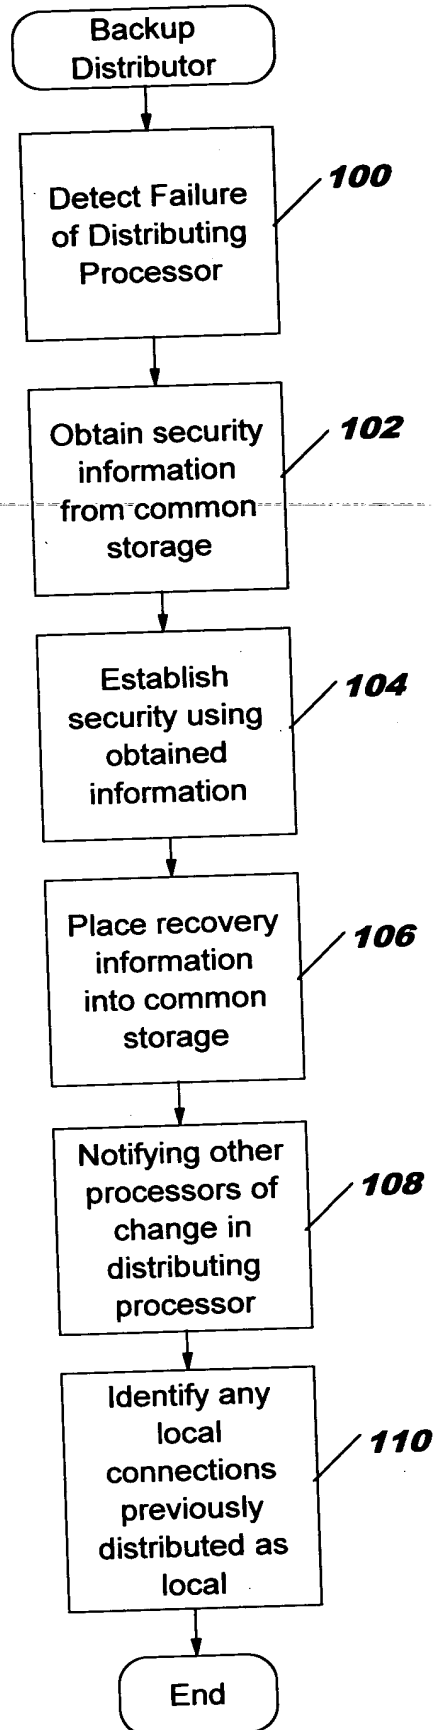 Backup
Distributor
Detect Failure
of Distributing
Processor
100
Obtain security
information
from common
storage
102
Establish
security using
obtained
information
104
Place recovery
information
into common
storage
106
Notifying other
processors of
change in
distributing
processor
108
Identify any
local
connections
previously
distributed as
local
110
End